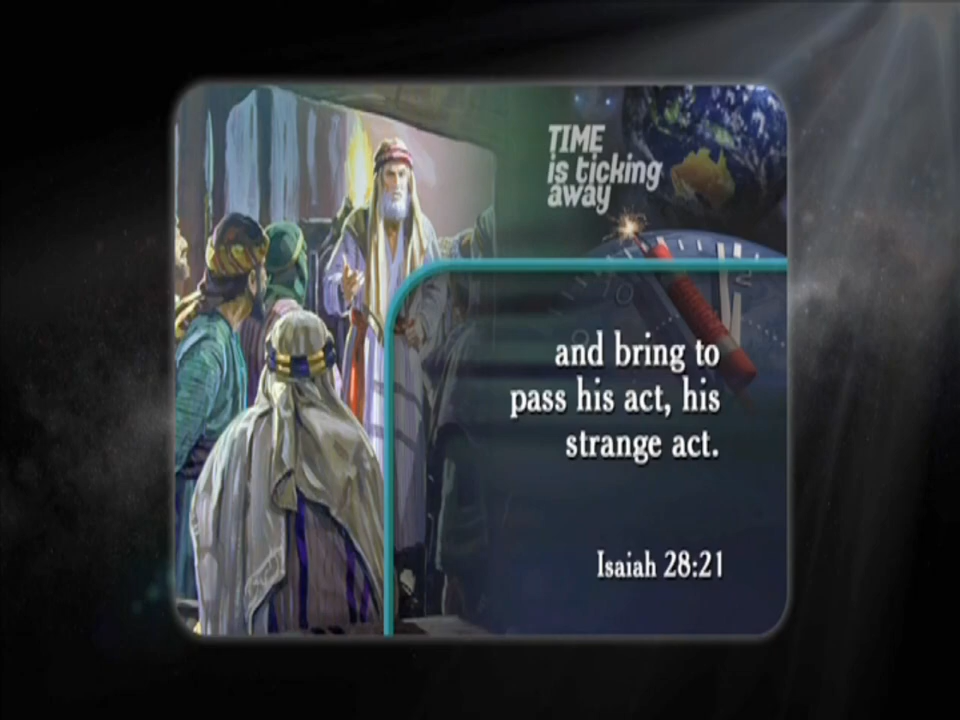 TIME
is ticking
away
and bring to
pass his act, his
strange act.
Isaiah 28:21